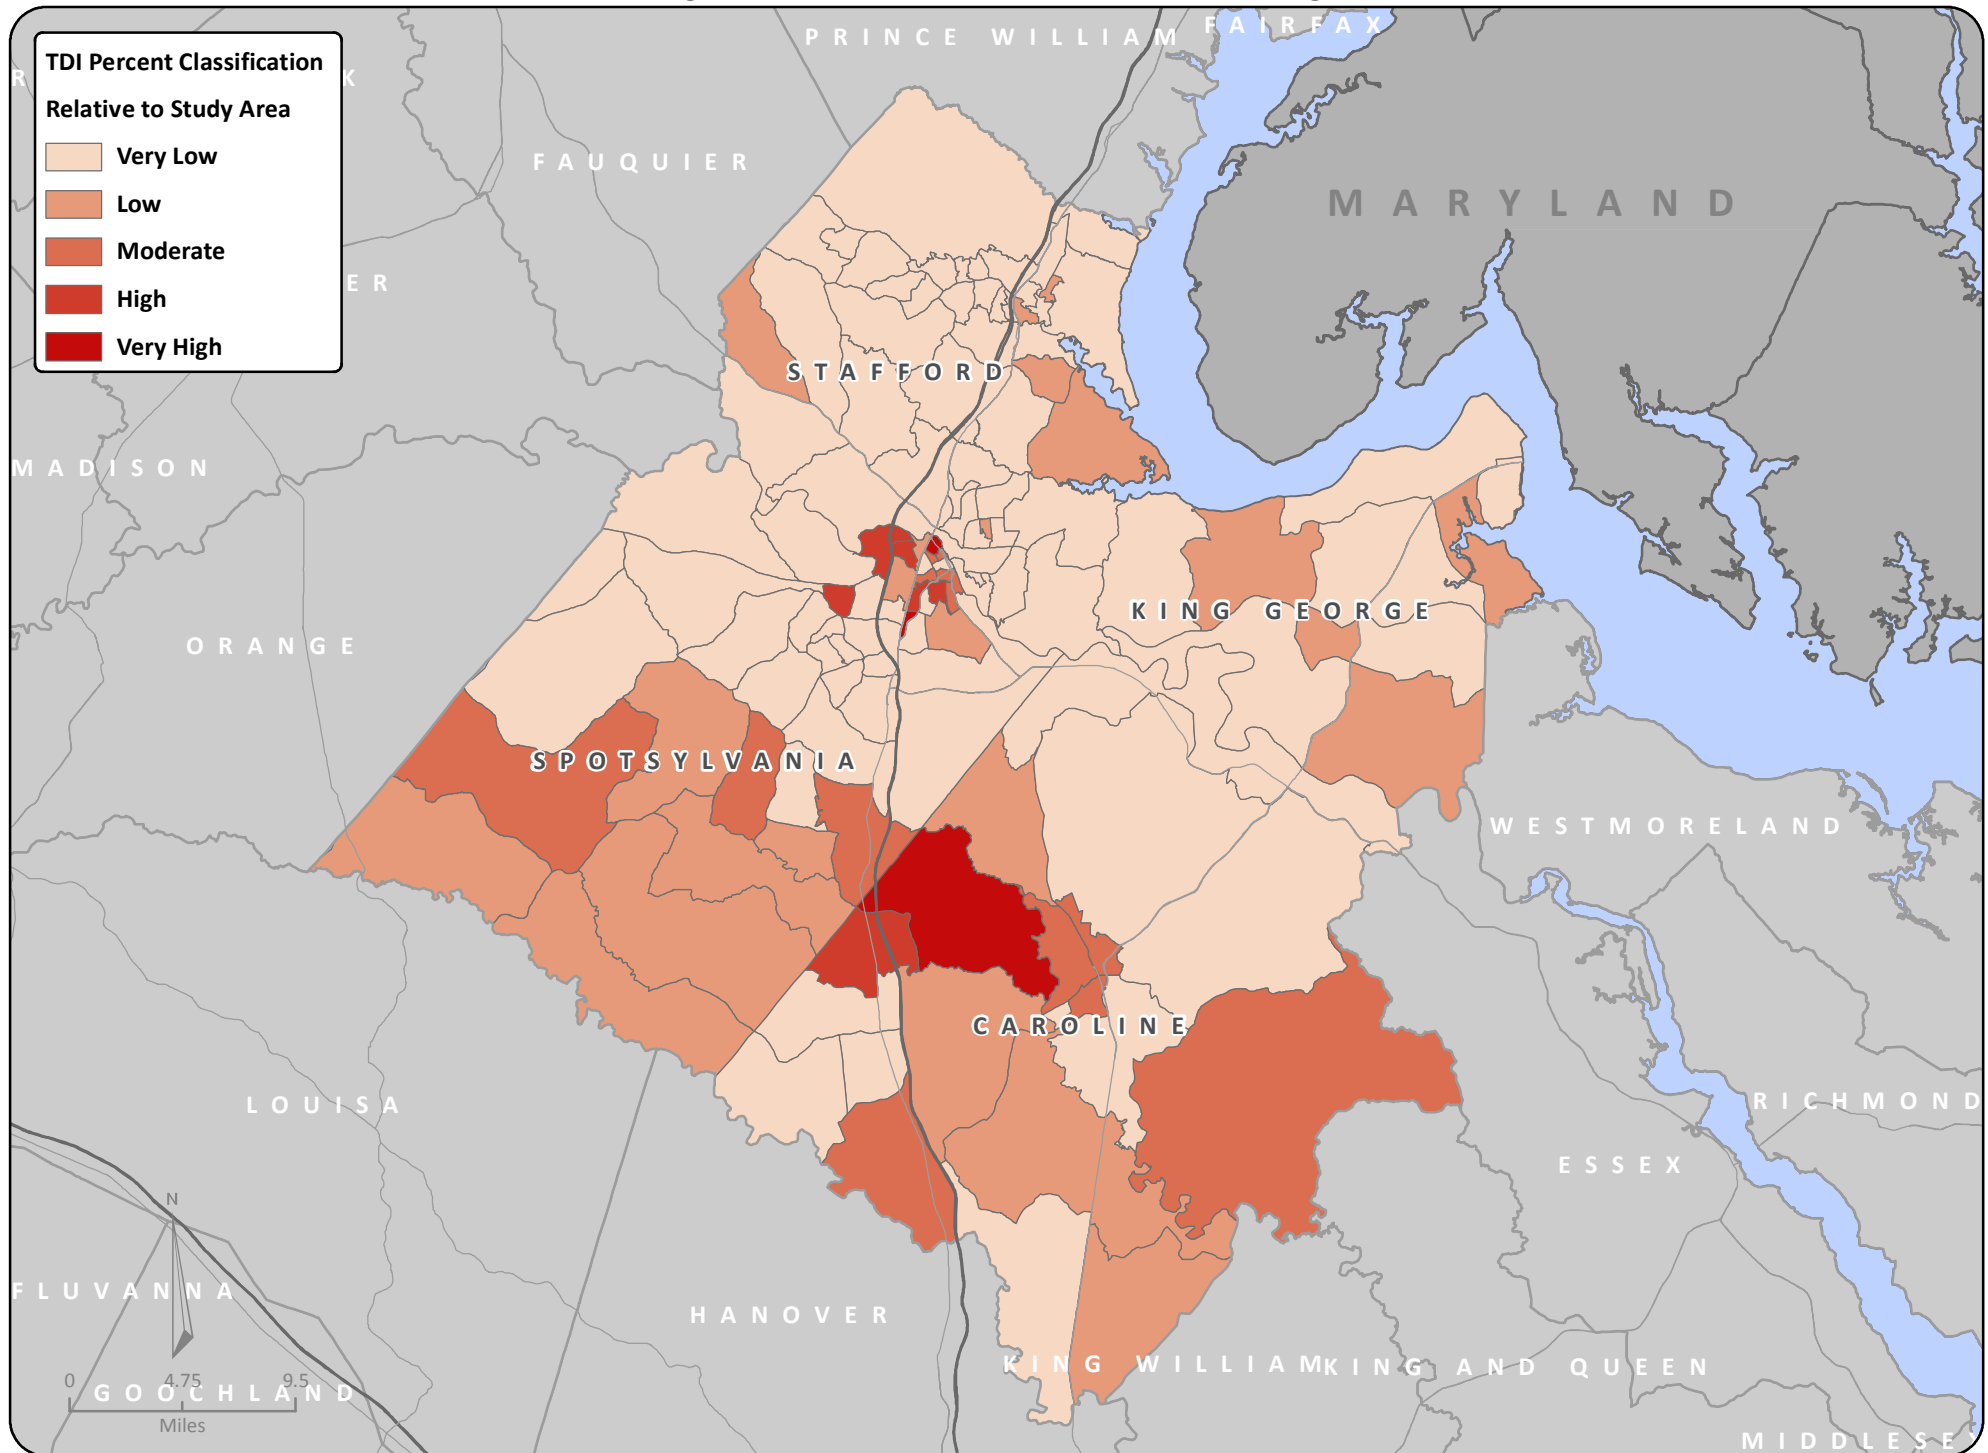 PRINCE WILLIAM
FAIRFAX
TDI Percent Classification
Relative to Study Area
Very Low
Low
Moderate
High
Very High
R
K
ER
FAUQUIER
MARYLAND
STAFFORD
MADISON
KING GEORGE
ORANGE
SPOTSYLVANIA
WESTMORELAND
CAROLINE
LOUISA
RICHMOND
ESSEX
N
FLUVANNA
HANOVER
KING WILLIAM
KING AND QUEEN
0 4.75 9.5
GOOCHLAND
Miles
MIDDLESEX